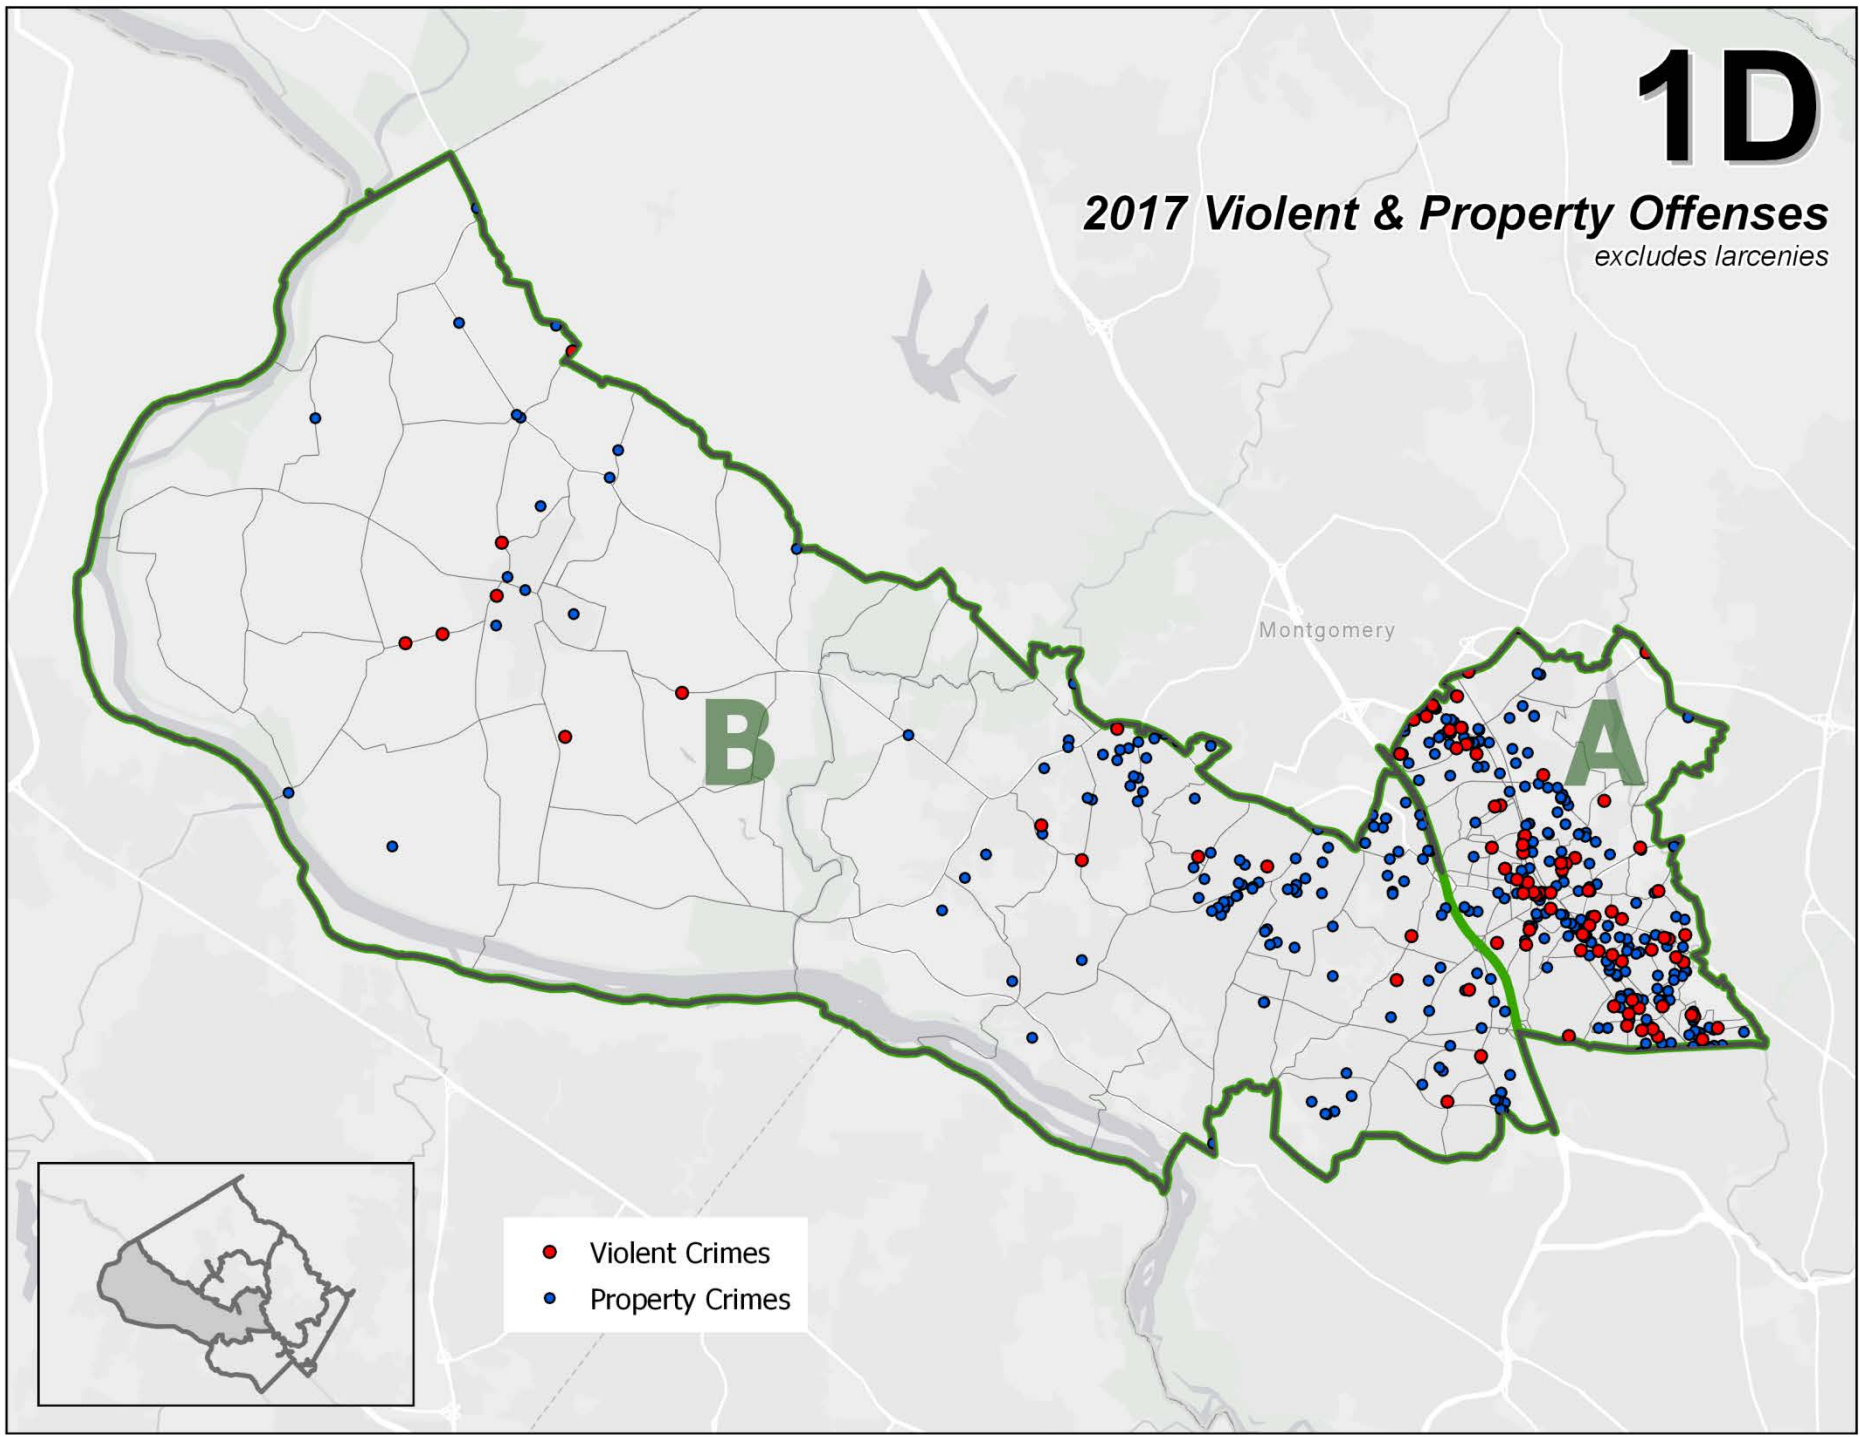 1D
2017 Violent & Property Offenses
excludes larcenies
Montgomery
A
B
Violent Crimes
Property Crimes